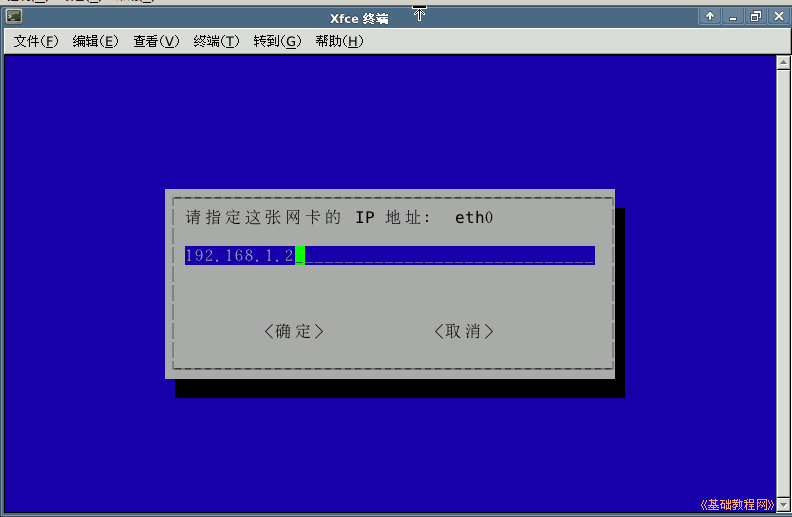 Xfce 终端
文件(F) 编辑(E) 查看(V) 终端(T) 转到(G) 帮助(H)
请指定这张网卡的 IP 地址: eth0
192.168.1.2
<确定> <取消>
《基础教程网》